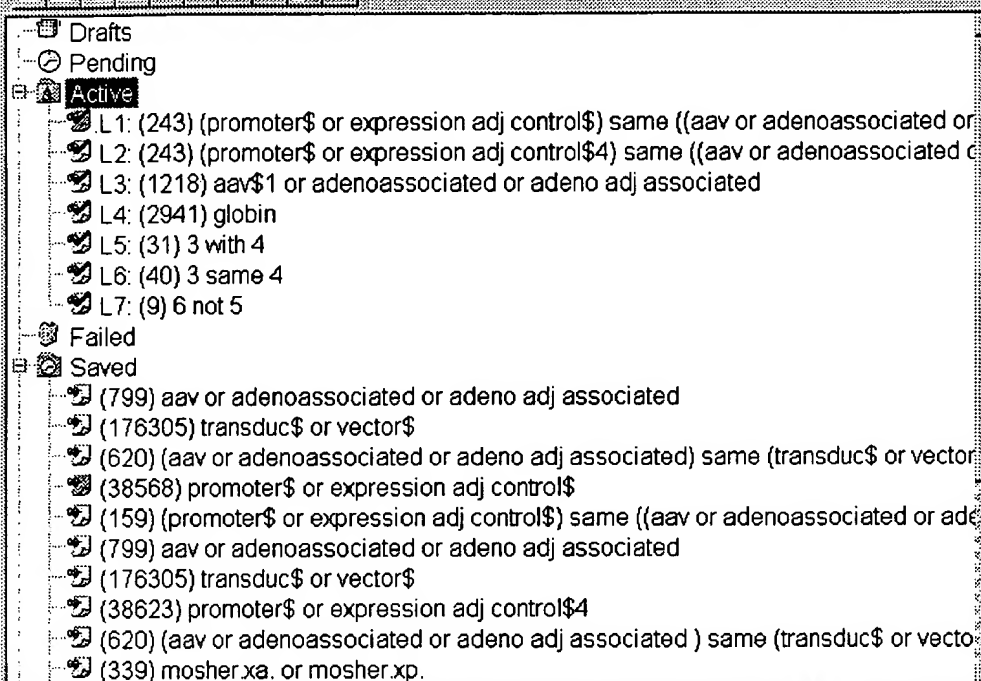 Drafts
Pending
Active
L1: (243) (promoter$ or expression adj control$) same ((aav or adenoassociated or
L2: (243) (promoter$ or expression adj control$4) same ((aav or adenoassociated
L3: (1218) aav$1 or adenoassociated or adeno adj associated
L4: (2941) globin
L5: (31) 3 with 4
L6: (40) 3 same 4
L7: (9) 6 not 5
Failed
Saved
(799) aav or adenoassociated or adeno adj associated
(176305) transduc$ or vector$
(620) (aav or adenoassociated or adeno adj associated) same (transduc$ or vector
(38568) promoter$ or expression adj control$
(159) (promoter$ or expression adj control$) same ((aav or adenoassociated or
(799) aav or adenoassociated or adeno adj associated
(176305) transduc$ or vector$
(38623) promoter$ or expression adj control$4
(620) (aav or adenoassociated or adeno adj associated ) same (transduc$ or vecto
(339) mosher.xa. or mosher.xp.